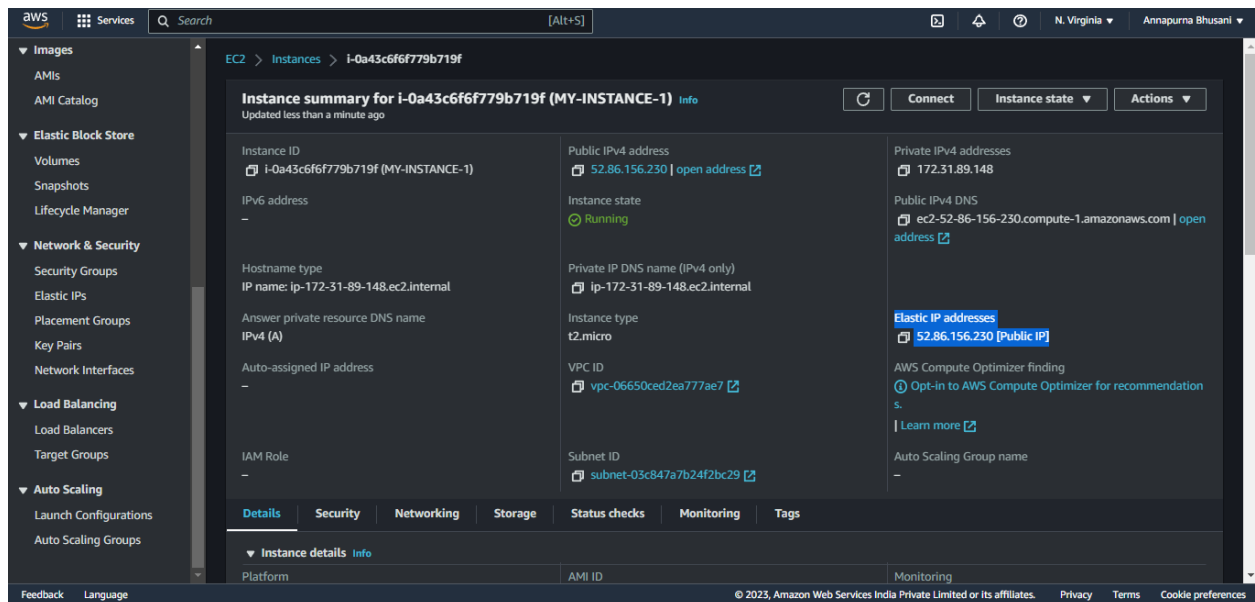 aws Services Search [Alt+S] N. Virginia Annapurna Bhusani
Images
AMIs
AMI Catalog
Elastic Block Store
Volumes
Snapshots
Lifecycle Manager
Network & Security
Security Groups
Elastic IPs
Placement Groups
Key Pairs
Network Interfaces
Load Balancing
Load Balancers
Target Groups
Auto Scaling
Launch Configurations
Auto Scaling Groups
EC2 > Instances > i-0a43c6f6f779b719f
Instance summary for i-0a43c6f6f779b719f (MY-INSTANCE-1) Info
Updated less than a minute ago
Connect Instance state Actions
Instance ID
i-0a43c6f6f779b719f (MY-INSTANCE-1)
Public IPv4 address
52.86.156.230 | open address
Private IPv4 addresses
172.31.89.148
IPv6 address
–
Instance state
Running
Public IPv4 DNS
ec2-52-86-156-230.compute-1.amazonaws.com | open
address
Hostname type
IP name: ip-172-31-89-148.ec2.internal
Private IP DNS name (IPv4 only)
ip-172-31-89-148.ec2.internal
Answer private resource DNS name
IPv4 (A)
Instance type
t2.micro
Elastic IP addresses
52.86.156.230 [Public IP]
Auto-assigned IP address
–
VPC ID
vpc-06650ced2ea777ae7
AWS Compute Optimizer finding
Opt-in to AWS Compute Optimizer for recommendation
s.
| Learn more
IAM Role
–
Subnet ID
subnet-03c847a7b24f2bc29
Auto Scaling Group name
–
Details Security Networking Storage Status checks Monitoring Tags
Instance details Info
Platform AMI ID Monitoring
Feedback Language © 2023, Amazon Web Services India Private Limited or its affiliates. Privacy Terms Cookie preferences